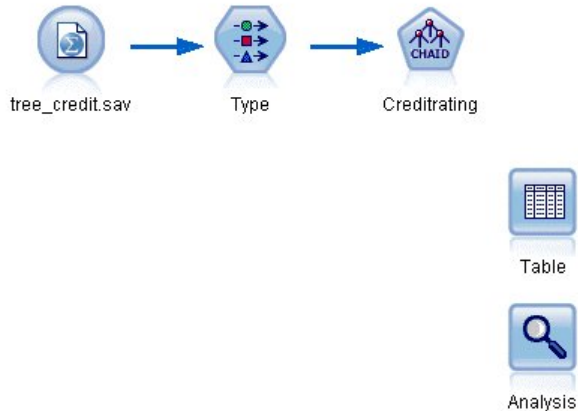 CHAID
tree_credit.sav
Type
Creditrating
Table
Analysis